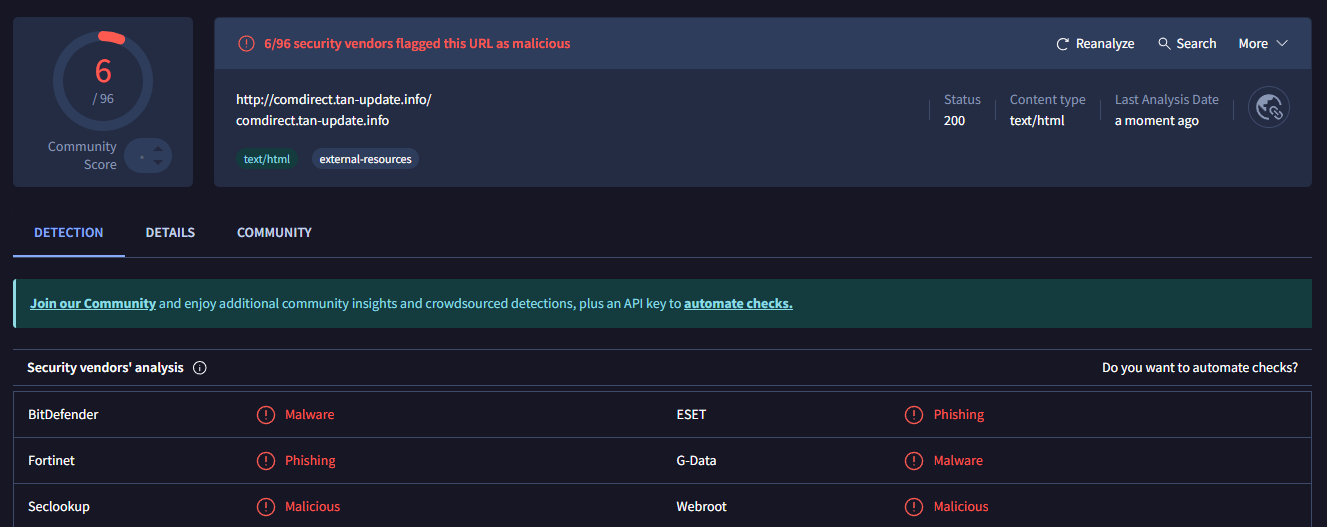 6
/ 96
Community
Score
6/96 security vendors flagged this URL as malicious
Reanalyze
Search
More
http://comdirect.tan-update.info/
comdirect.tan-update.info
text/html
external-resources
Status
200
Content type
text/html
Last Analysis Date
a moment ago
DETECTION
DETAILS
COMMUNITY
Join our Community and enjoy additional community insights and crowdsourced detections, plus an API key to automate checks.
Security vendors' analysis
Do you want to automate checks?
BitDefender
Malware
ESET
Phishing
Fortinet
Phishing
G-Data
Malware
Seclookup
Malicious
Webroot
Malicious